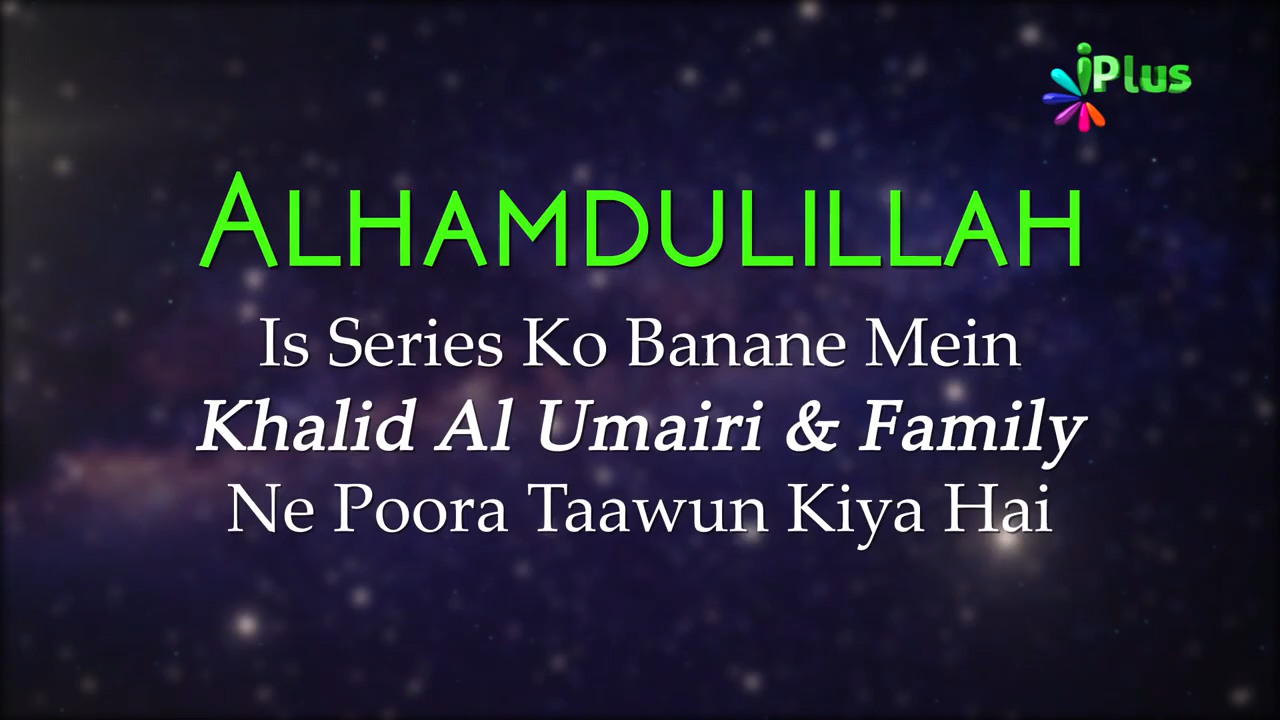 iPlus
ALHAMDULILLAH
Is Series Ko Banane Mein
Khalid Al Umairi & Family
Ne Poora Taawun Kiya Hai